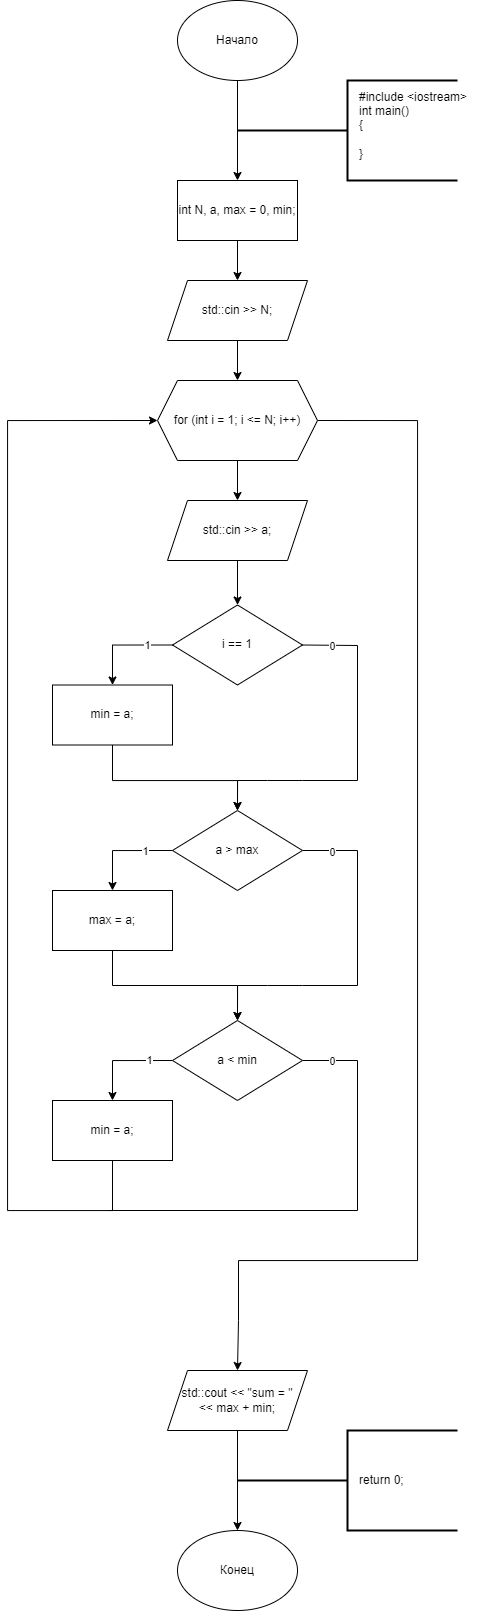 Начало
#include <iostream>
int main()
{
}
int N, a, max = 0, min;
std::cin >> N;
for (int i = 1; i <= N; i++)
std::cin >> a;
i == 1
1
0
min = a;
a > max
1
0
max = a;
a < min
1
0
min = a;
std::cout << "sum = "
<< max + min;
return 0;
Конец